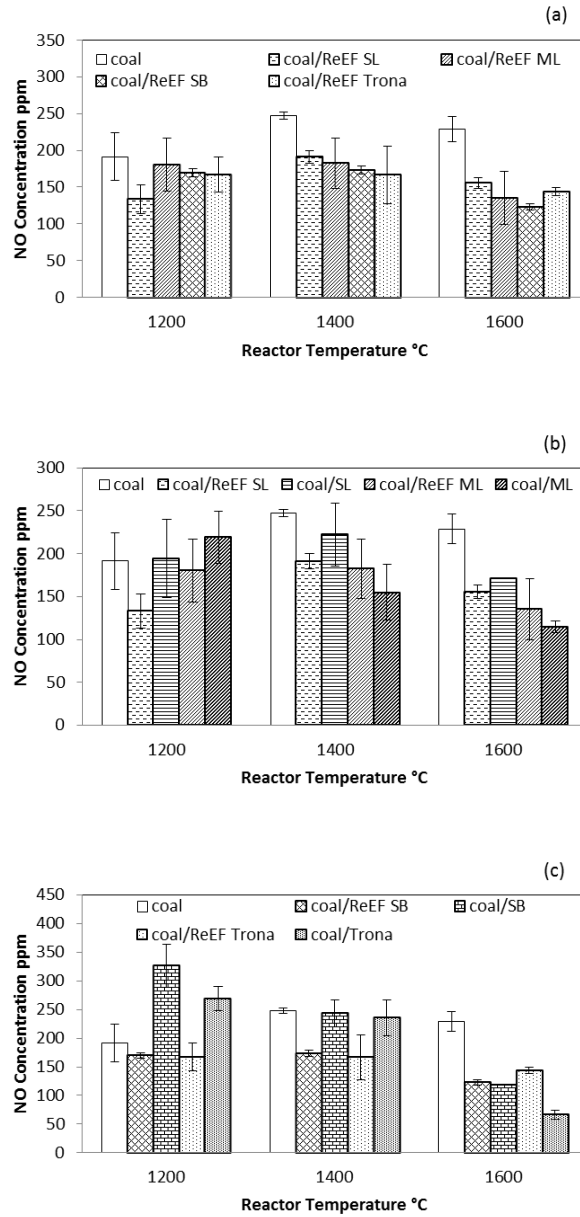 (a)
350
300
250
200
150
100
50
0
NO Concentration ppm
coal coal/ReEF SL coal/ReEF ML
coal/ReEF SB coal/ReEF Trona
1200 1400 1600
Reactor Temperature °C
(b)
300
250
200
150
100
50
0
NO Concentration ppm
coal coal/ReEF SL coal/SL coal/ReEF ML coal/ML
1200 1400 1600
Reactor Temperature °C
(c)
450
400
350
300
250
200
150
100
50
0
NO Concentration ppm
coal coal/ReEF SB coal/SB
coal/ReEF Trona coal/Trona
1200 1400 1600
Reactor Temperature °C